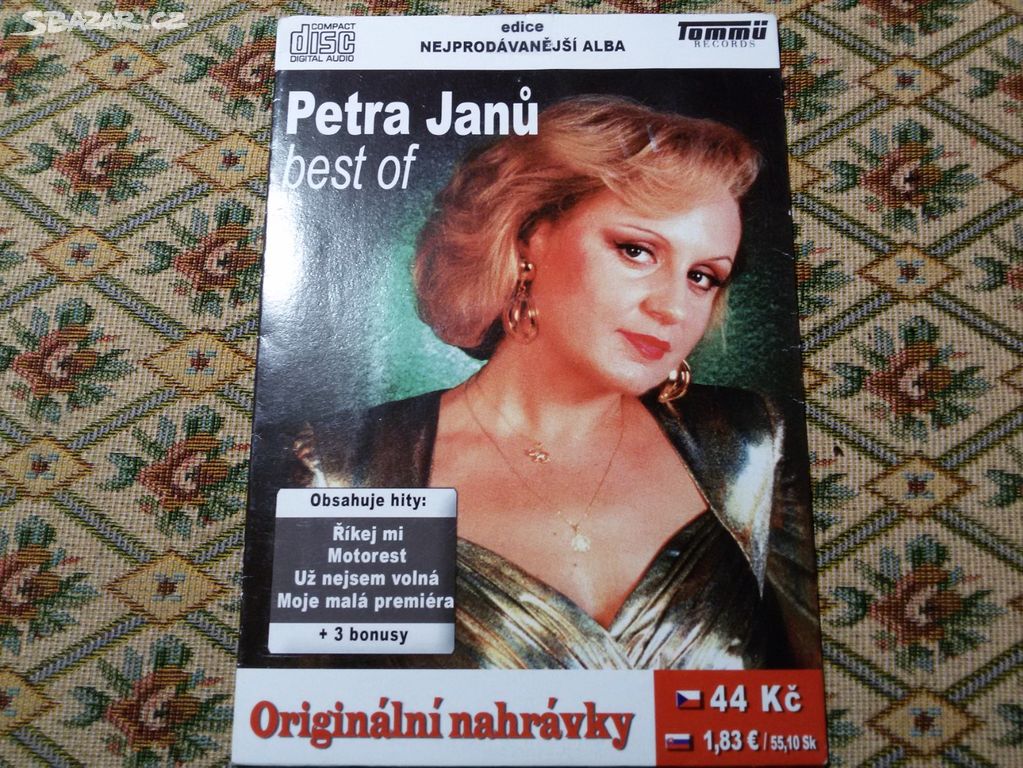 Sbazar.cz
COMPACT
disc
DIGITAL AUDIO
edice
NEJPRODÁVANĚJŠÍ ALBA
Tommü
RECORDS
Petra Janů
best of
Obsahuje hity:
Říkej mi
Motorest
Už nejsem volná
Moje malá premiéra
+ 3 bonusy
Originální nahrávky
44 Kč
1,83 € / 55,10 Sk